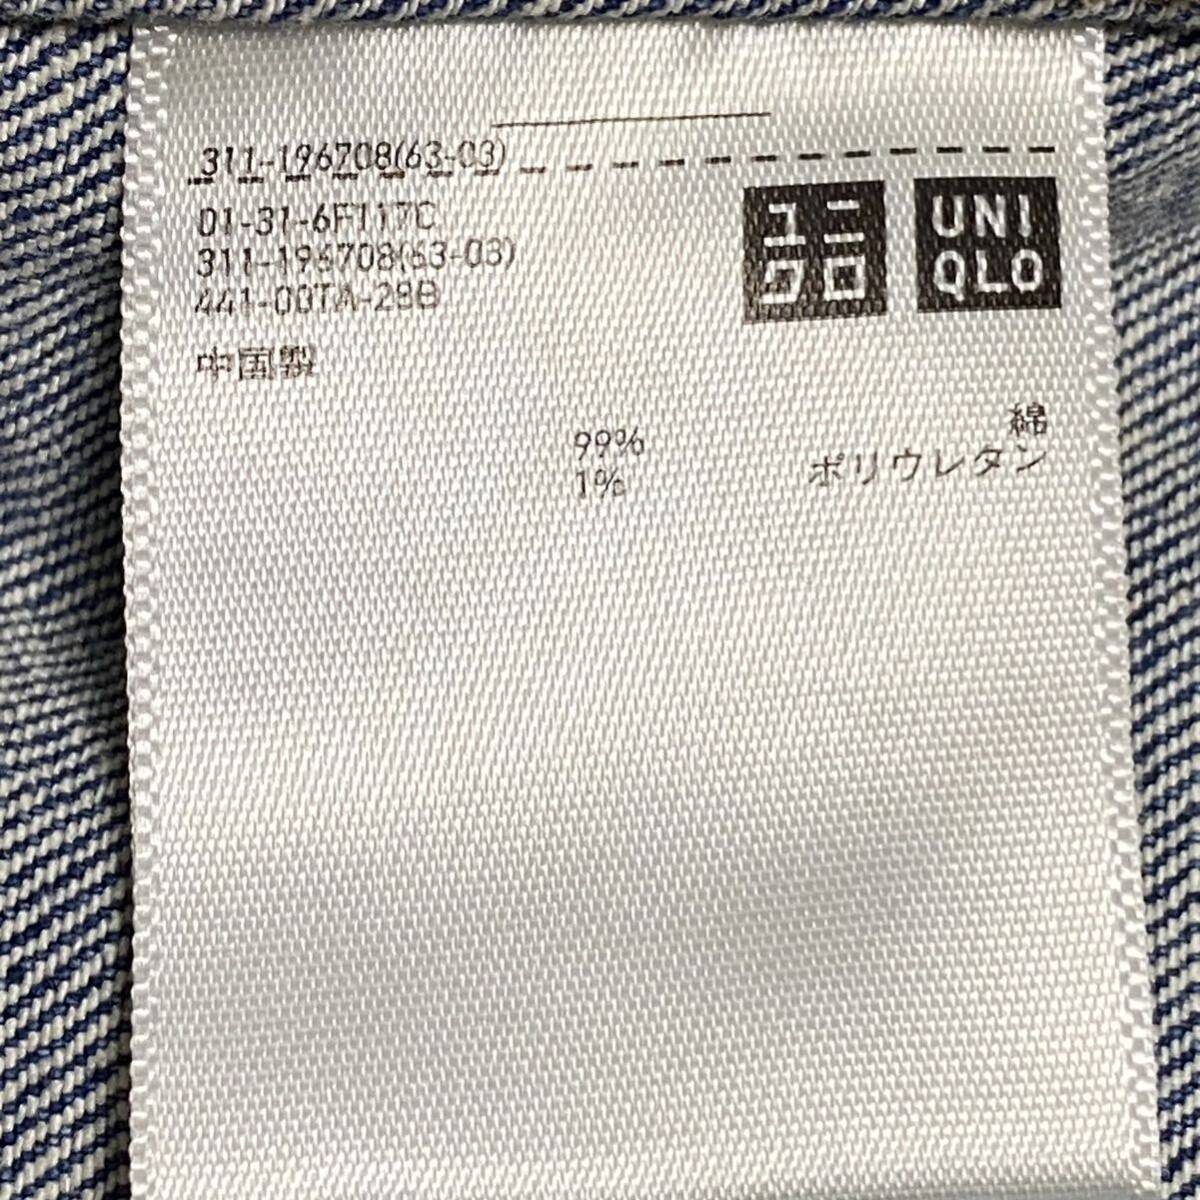 311-196708(63-03)
01-31-6F117C
311-196708(63-03)
441-00TA-28B
中国製
ユニ
クロ
UNI
QLO
99% 綿
1% ポリウレタン